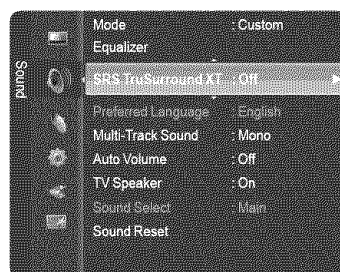 Sound
Mode : Custom
Equalizer
SRS TruSurround XT : Off
Preferred Language : English
Multi-Track Sound : Mono
Auto Volume : Off
TV Speaker : On
Sound Select : Main
Sound Reset